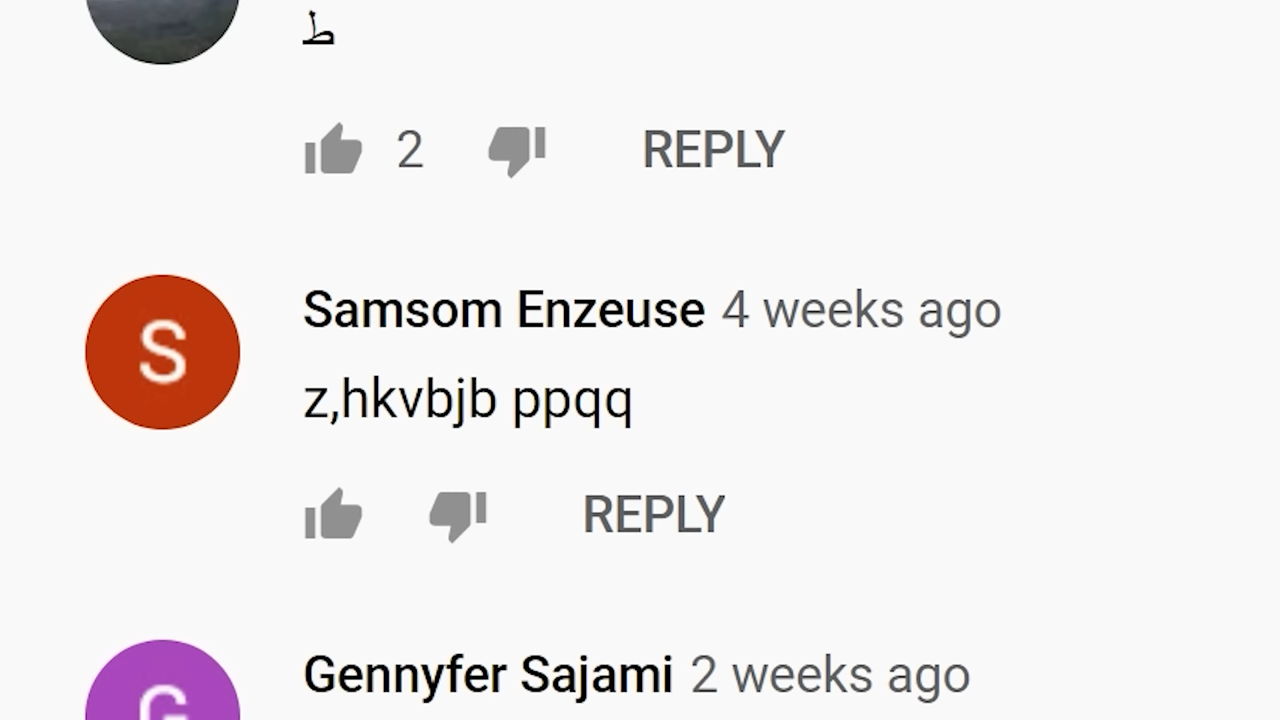 ظ
2 REPLY
S
Samsom Enzeuse 4 weeks ago
z,hkvbjb ppqq
REPLY
G
Gennyfer Sajami 2 weeks ago